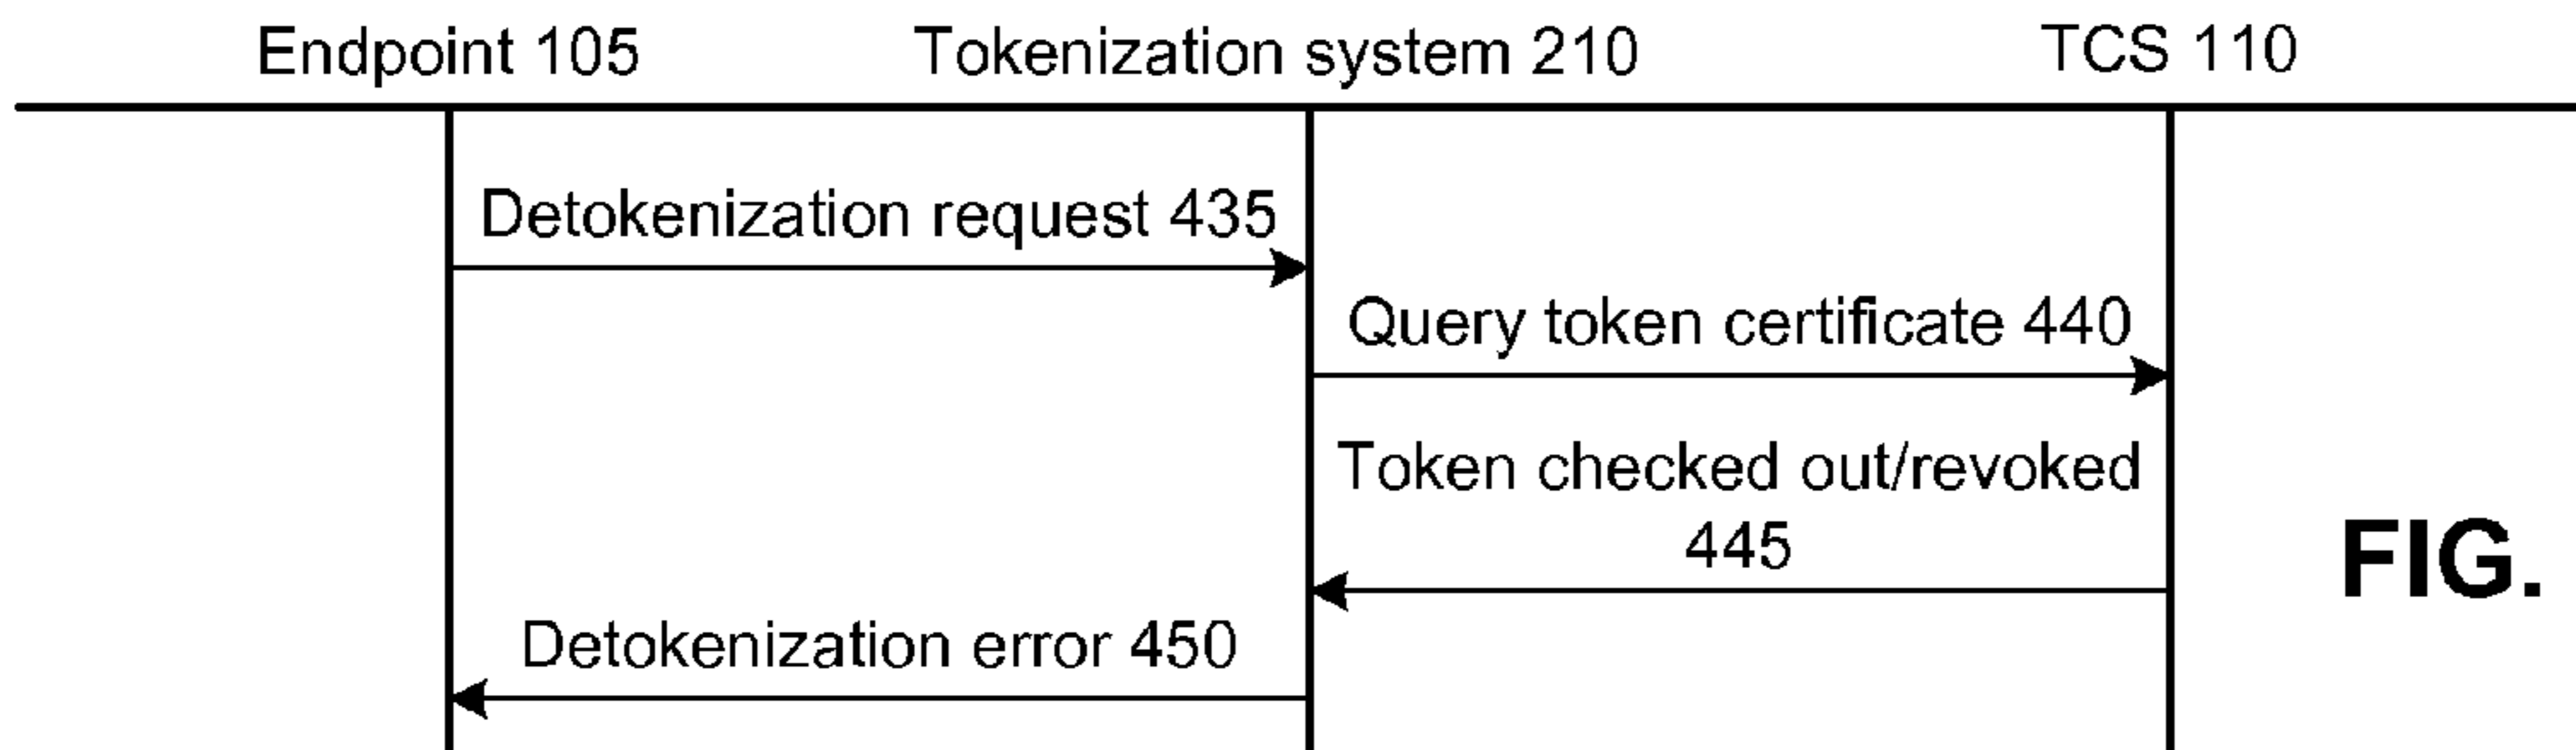 Endpoint 105 Tokenization system 210 TCS 110
Detokenization request 435
Query token certificate 440
Token checked out/revoked
445
FIG.
Detokenization error 450